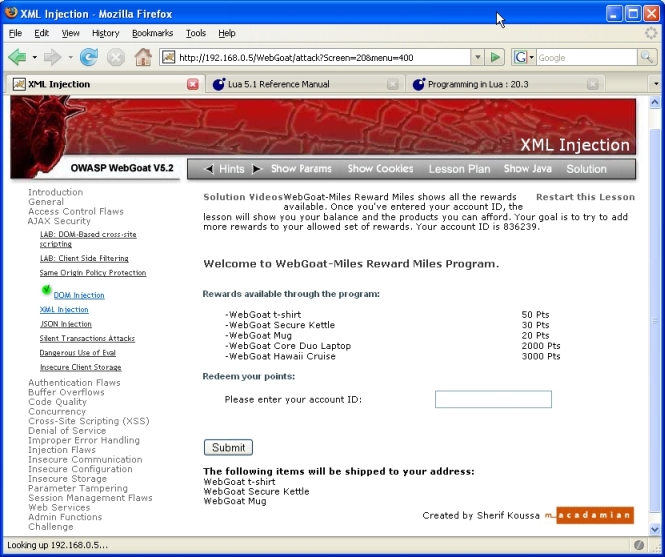 XML Injection - Mozilla Firefox
File Edit View History Bookmarks Tools Help
http://192.168.0.5/WebGoat/attack?Screen=20&menu=400
G Google
XML Injection
Lua 5.1 Reference Manual
Programming in Lua : 20.3
XML Injection
OWASP WebGoat V5.2
Hints Show Params Show Cookies Lesson Plan Show Java Solution
Introduction
General
Access Control Flaws
AJAX Security
LAB: DOM-Based cross-site
scripting
LAB: Client Side Filtering
Same Origin Policy Protection
DOM Injection
XML Injection
JSON Injection
Silent Transactions Attacks
Dangerous Use of Eval
Insecure Client Storage
Authentication Flaws
Buffer Overflows
Code Quality
Concurrency
Cross-Site Scripting (XSS)
Denial of Service
Improper Error Handling
Injection Flaws
Insecure Communication
Insecure Configuration
Insecure Storage
Parameter Tampering
Session Management Flaws
Web Services
Admin Functions
Challenge
Solution Videos WebGoat-Miles Reward Miles shows all the rewards Restart this Lesson
available. Once you've entered your account ID, the
lesson will show you your balance and the products you can afford. Your goal is to try to add
more rewards to your allowed set of rewards. Your account ID is 836239.
Welcome to WebGoat-Miles Reward Miles Program.
Rewards available through the program:
-WebGoat t-shirt 50 Pts
-WebGoat Secure Kettle 30 Pts
-WebGoat Mug 20 Pts
-WebGoat Core Duo Laptop 2000 Pts
-WebGoat Hawaii Cruise 3000 Pts
Redeem your points:
Please enter your account ID:
Submit
The following items will be shipped to your address:
WebGoat t-shirt
WebGoat Secure Kettle
WebGoat Mug
Created by Sherif Koussa m_acadamian
Looking up 192.168.0.5...